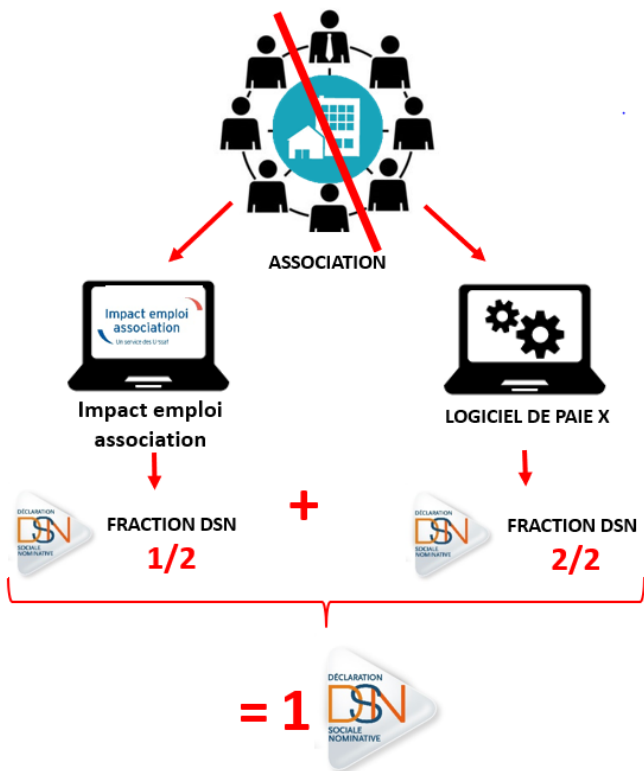 ASSOCIATION
Impact emploi
association
Un service des Urssaf
Impact emploi
association
LOGICIEL DE PAIE X
DÉCLARATION
DSN
SOCIALE
NOMINATIVE
FRACTION DSN
1/2
+
DÉCLARATION
DSN
SOCIALE
NOMINATIVE
FRACTION DSN
2/2
= 1
DÉCLARATION
DSN
SOCIALE
NOMINATIVE